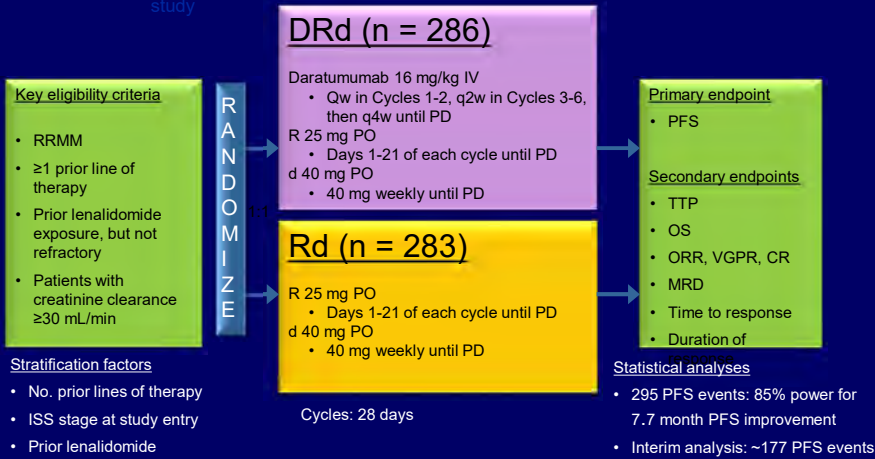 study
DRd (n = 286)
Daratumumab 16 mg/kg IV
• Qw in Cycles 1-2, q2w in Cycles 3-6,
then q4w until PD
R 25 mg PO
• Days 1-21 of each cycle until PD
d 40 mg PO
• 40 mg weekly until PD
Key eligibility criteria
• RRMM
• ≥1 prior line of
therapy
• Prior lenalidomide
exposure, but not
refractory
• Patients with
creatinine clearance
≥30 mL/min
R
A
N
D
O
M
I
Z
E
1:1
Rd (n = 283)
R 25 mg PO
• Days 1-21 of each cycle until PD
d 40 mg PO
• 40 mg weekly until PD
Primary endpoint
• PFS
Secondary endpoints
• TTP
• OS
• ORR, VGPR, CR
• MRD
• Time to response
• Duration of
response
Stratification factors
• No. prior lines of therapy
• ISS stage at study entry
• Prior lenalidomide
Cycles: 28 days
Statistical analyses
• 295 PFS events: 85% power for
7.7 month PFS improvement
• Interim analysis: ~177 PFS events